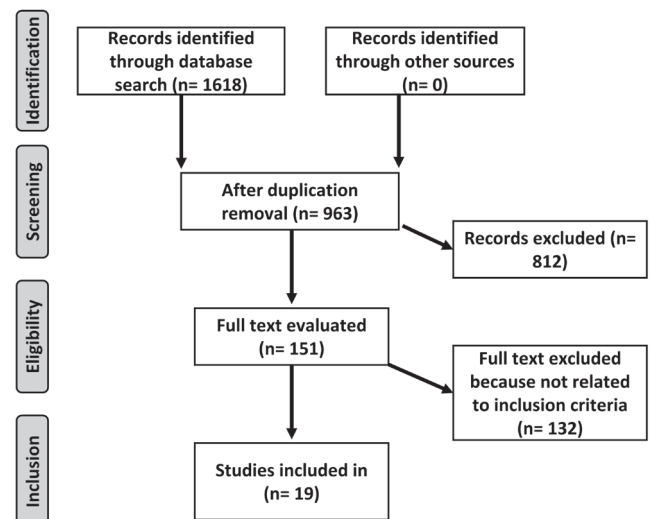 Identification
Records identified
through database
search (n= 1618)
Records identified
through other sources
(n= 0)
Screening
After duplication
removal (n= 963)
Records excluded (n=
812)
Eligibility
Full text evaluated
(n= 151)
Full text excluded
because not related
to inclusion criteria
(n= 132)
Inclusion
Studies included in
(n= 19)